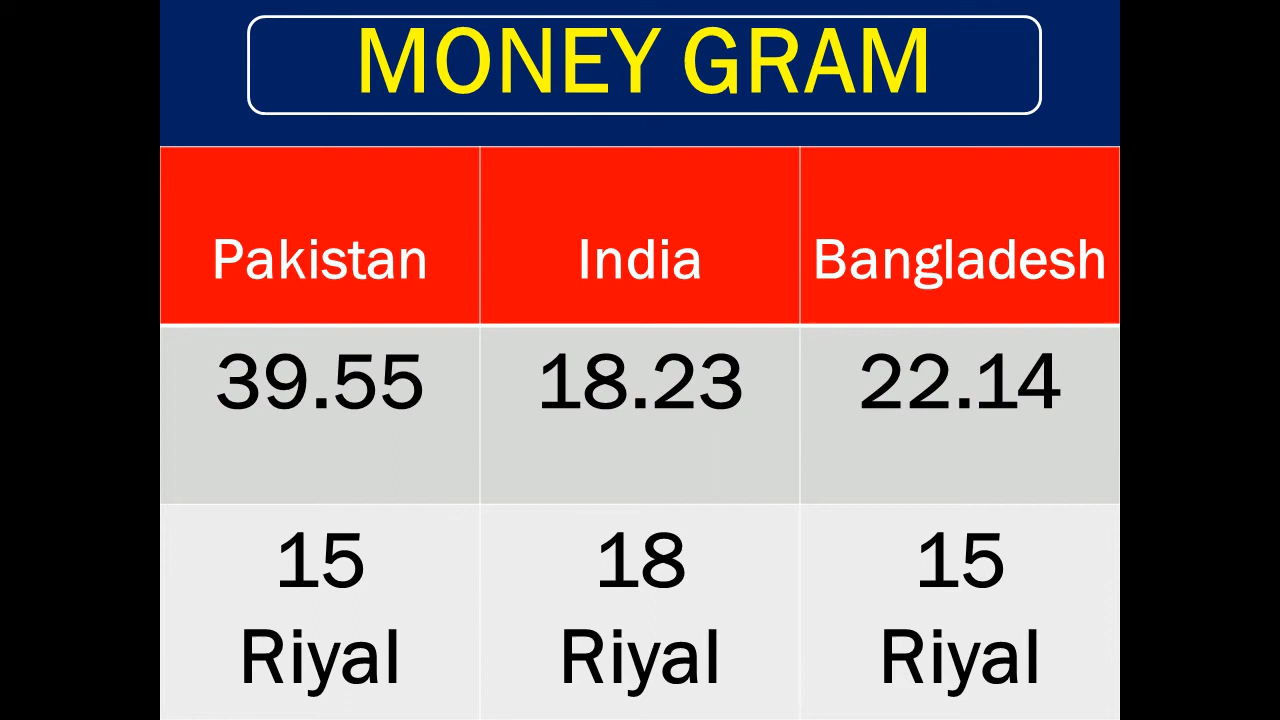 MONEY GRAM
Pakistan India Bangladesh
39.55 18.23 22.14
15 18 15
Riyal Riyal Riyal